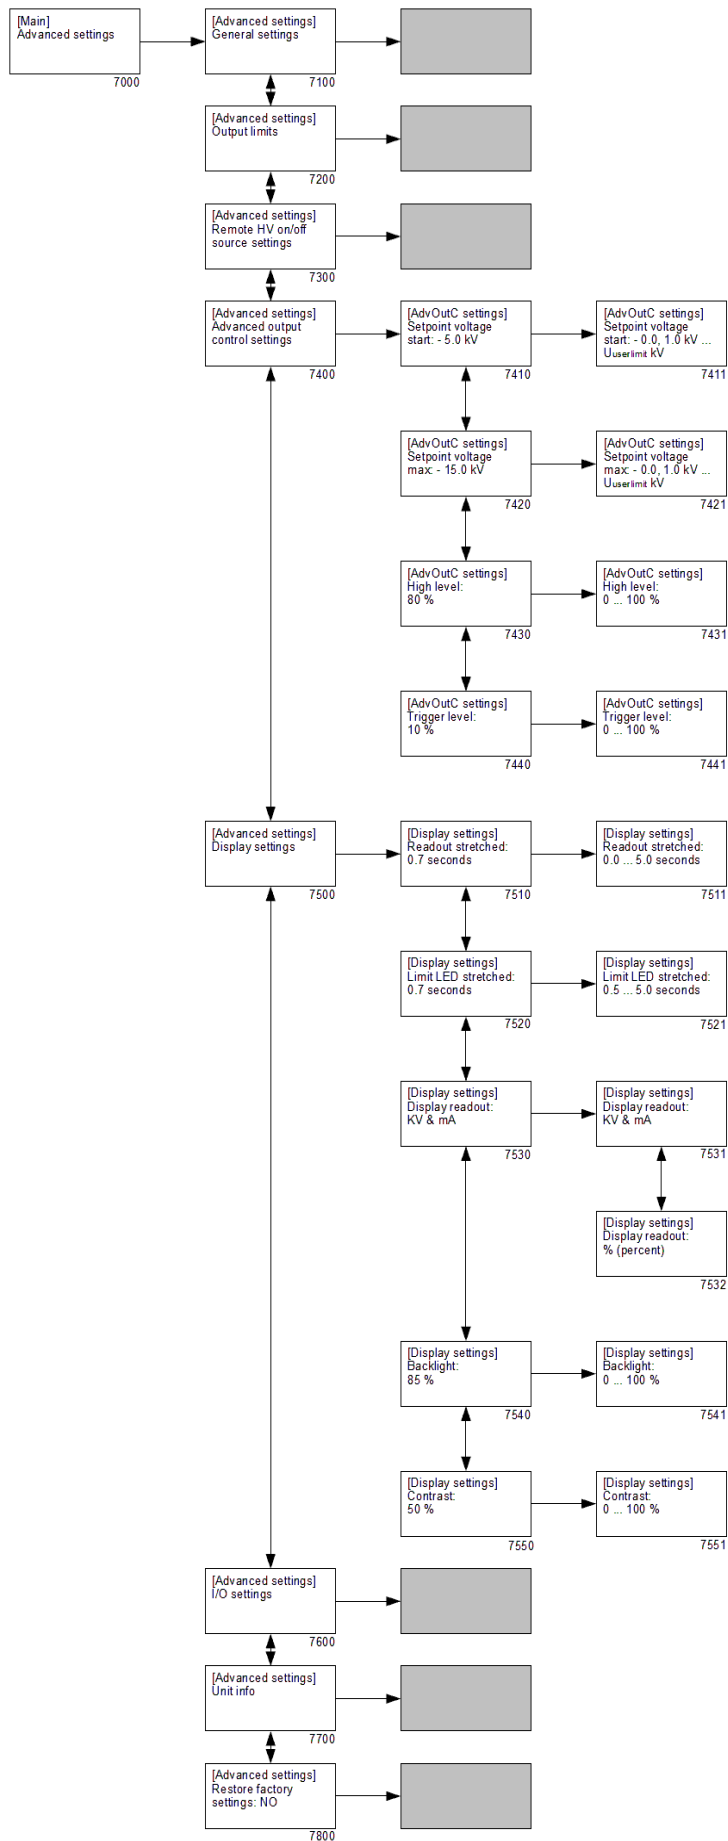 [Main]
Advanced settings
7000
[Advanced settings]
General settings
7100
[Advanced settings]
Output limits
7200
[Advanced settings]
Remote HV on/off
source settings
7300
[Advanced settings]
Advanced output
control settings
7400
[AdvOutC settings]
Setpoint voltage
start: - 5.0 kV
7410
[AdvOutC settings]
Setpoint voltage
start: - 0.0, 1.0 kV ...
Uuserlimit kV
7411
[AdvOutC settings]
Setpoint voltage
max: - 15.0 kV
7420
[AdvOutC settings]
Setpoint voltage
max: - 0.0, 1.0 kV ...
Uuserlimit kV
7421
[AdvOutC settings]
High level:
80 %
7430
[AdvOutC settings]
High level:
0 ... 100 %
7431
[AdvOutC settings]
Trigger level:
10 %
7440
[AdvOutC settings]
Trigger level:
0 ... 100 %
7441
[Advanced settings]
Display settings
7500
[Display settings]
Readout stretched:
0.7 seconds
7510
[Display settings]
Readout stretched:
0.0 ... 5.0 seconds
7511
[Display settings]
Limit LED stretched:
0.7 seconds
7520
[Display settings]
Limit LED stretched:
0.5 ... 5.0 seconds
7521
[Display settings]
Display readout:
KV & mA
7530
[Display settings]
Display readout:
KV & mA
7531
[Display settings]
Display readout:
% (percent)
7532
[Display settings]
Backlight:
85 %
7540
[Display settings]
Backlight:
0 ... 100 %
7541
[Display settings]
Contrast:
50 %
7550
[Display settings]
Contrast:
0 ... 100 %
7551
[Advanced settings]
I/O settings
7600
[Advanced settings]
Unit info
7700
[Advanced settings]
Restore factory
settings: NO
7800